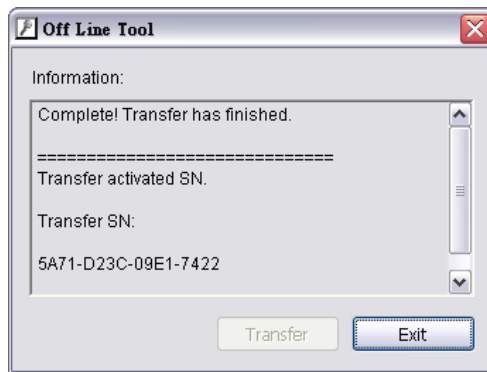 Off Line Tool
Information:
Complete! Transfer has finished.
==============================
Transfer activated SN.
Transfer SN:
5A71-D23C-09E1-7422
Transfer
Exit